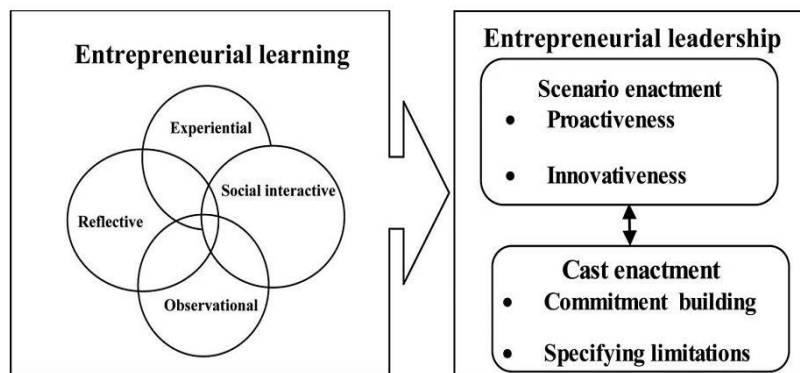 Entrepreneurial learning
Experiential
Social interactive
Reflective
Observational
Entrepreneurial leadership
Scenario enactment
• Proactiveness
• Innovativeness
Cast enactment
• Commitment building
• Specifying limitations